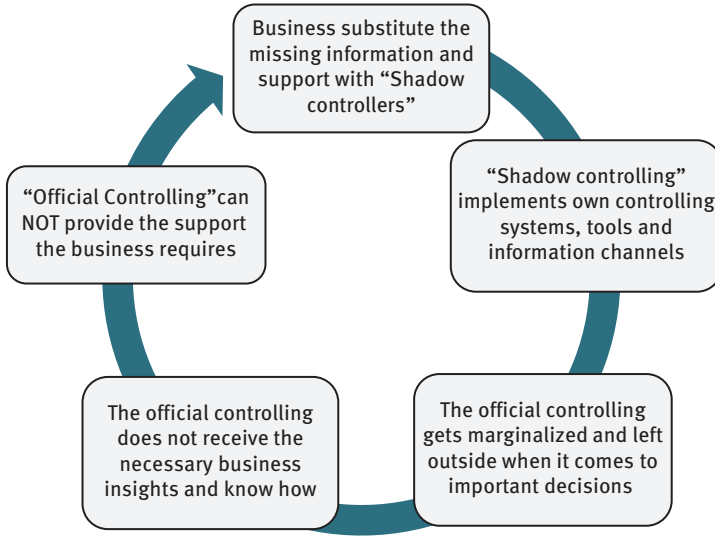 Business substitute the
missing information and
support with “Shadow
controllers”
“Shadow controlling”
implements own controlling
systems, tools and
information channels
The official controlling
gets marginalized and left
outside when it comes to
important decisions
The official controlling
does not receive the
necessary business
insights and know how
“Official Controlling”can
NOT provide the support
the business requires